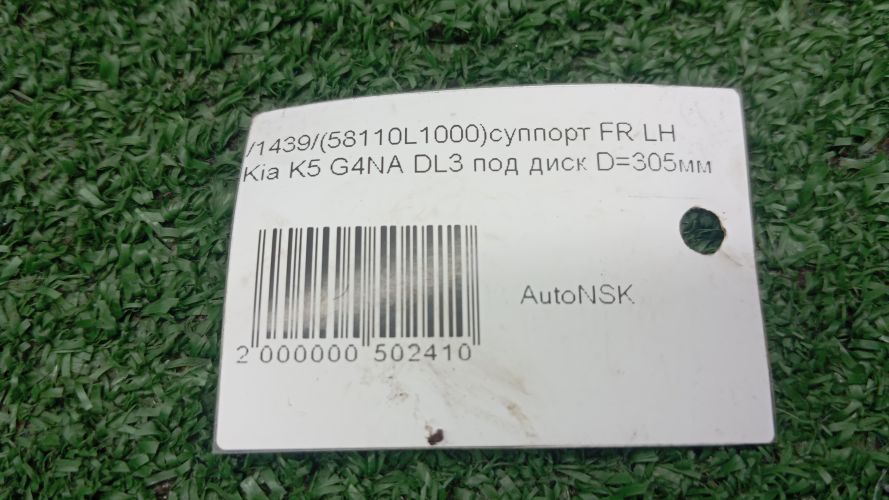 /1439/(58110L1000)суппорт FR LH
Kia K5 G4NA DL3 под диск D=305мм
AutoNSK
2 000000 502410